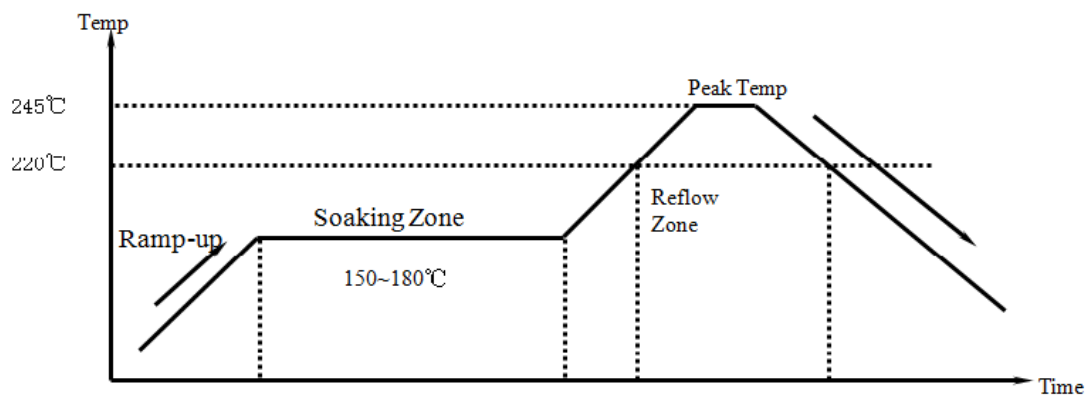 Temp
Peak Temp
245℃
220℃
Reflow
Zone
Soaking Zone
Ramp-up
150~180℃
Time